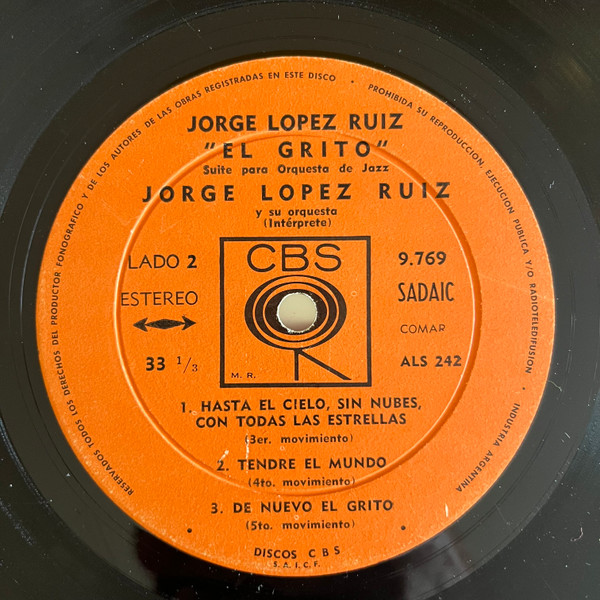 RESERVADOS TODOS LOS DERECHOS DEL PRODUCTOR FONOGRAFICO Y DE LOS AUTORES DE LAS OBRAS REGISTRADAS EN ESTE DISCO • PROHIBIDA SU REPRODUCCION, EJECUCION PUBLICA Y/O RADIOTELEDIFUSION • INDUSTRIA ARGENTINA
JORGE LOPEZ RUIZ
"EL GRITO"
Suite para Orquesta de Jazz
JORGE LOPEZ RUIZ
y su orquesta
(Intérprete)
LADO 2
CBS
9.769
ESTEREO
SADAIC
COMAR
33 1/3
M. R.
ALS 242
1. HASTA EL CIELO, SIN NUBES,
CON TODAS LAS ESTRELLAS
(3er. movimiento)
2. TENDRE EL MUNDO
(4to. movimiento)
3. DE NUEVO EL GRITO
(5to. movimiento)
DISCOS CBS
S. A. I. C. F.